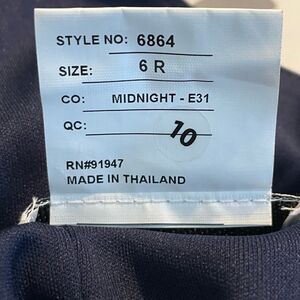 STYLE NO: 6864
SIZE: 6 R
CO: MIDNIGHT - E31
QC: 10
RN#91947
MADE IN THAILAND